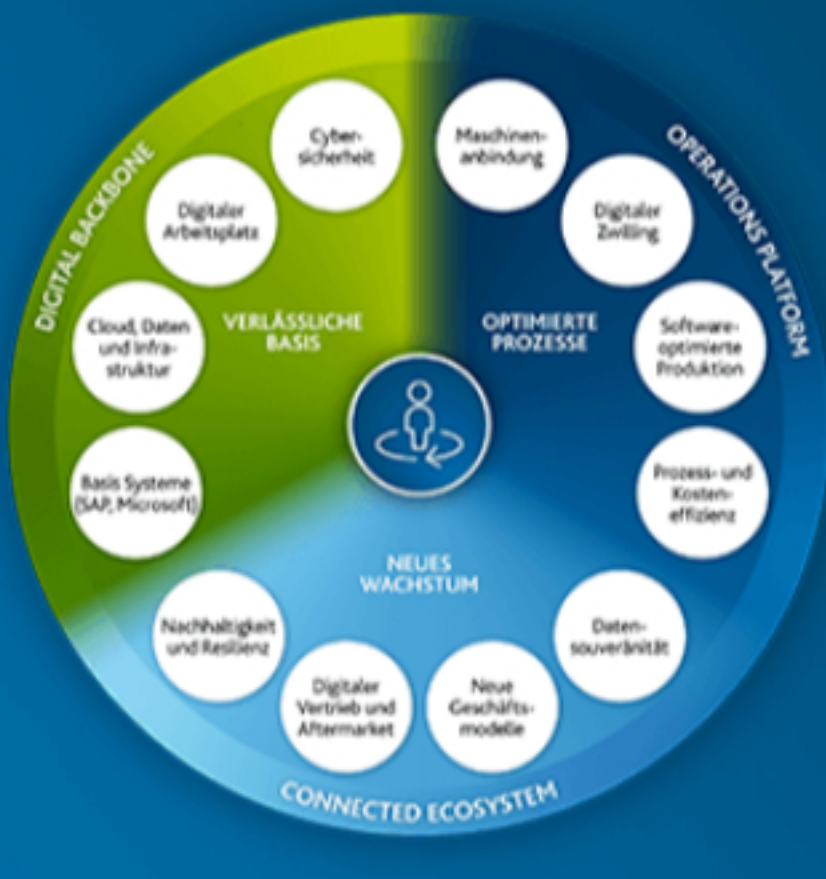 DIGITAL BACKBONE
Cyber-
sicherheit
Digitaler
Arbeitsplatz
Cloud, Daten
und Infra-
struktur
Basis Systeme
(SAP, Microsoft)
VERLÄSSLICHE
BASIS
OPERATIONS PLATFORM
Maschinen-
anbindung
Digitaler
Zwilling
Software-
optimierte
Produktion
Prozess- und
Kosten-
effizienz
OPTIMIERTE
PROZESSE
NEUES
WACHSTUM
Nachhaltigkeit
und Resilienz
Digitaler
Vertrieb und
Aftermarket
Neue
Geschäfts-
modelle
Daten-
souveränität
CONNECTED ECOSYSTEM